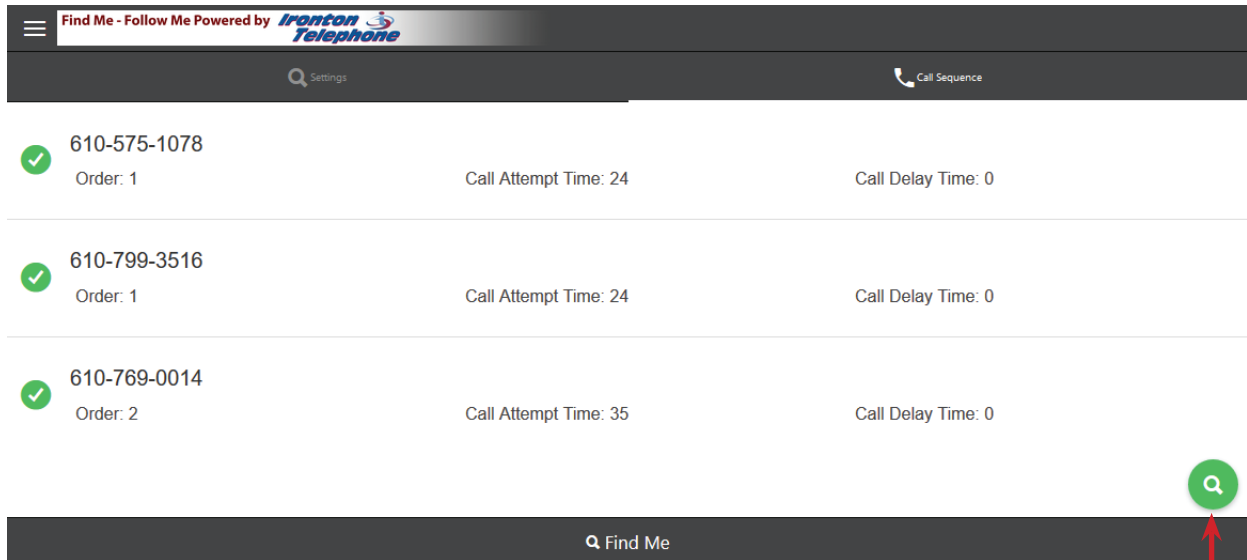 Find Me - Follow Me Powered by Ironton Telephone
Settings Call Sequence
610-575-1078
Order: 1 Call Attempt Time: 24 Call Delay Time: 0
610-799-3516
Order: 1 Call Attempt Time: 24 Call Delay Time: 0
610-769-0014
Order: 2 Call Attempt Time: 35 Call Delay Time: 0
Find Me